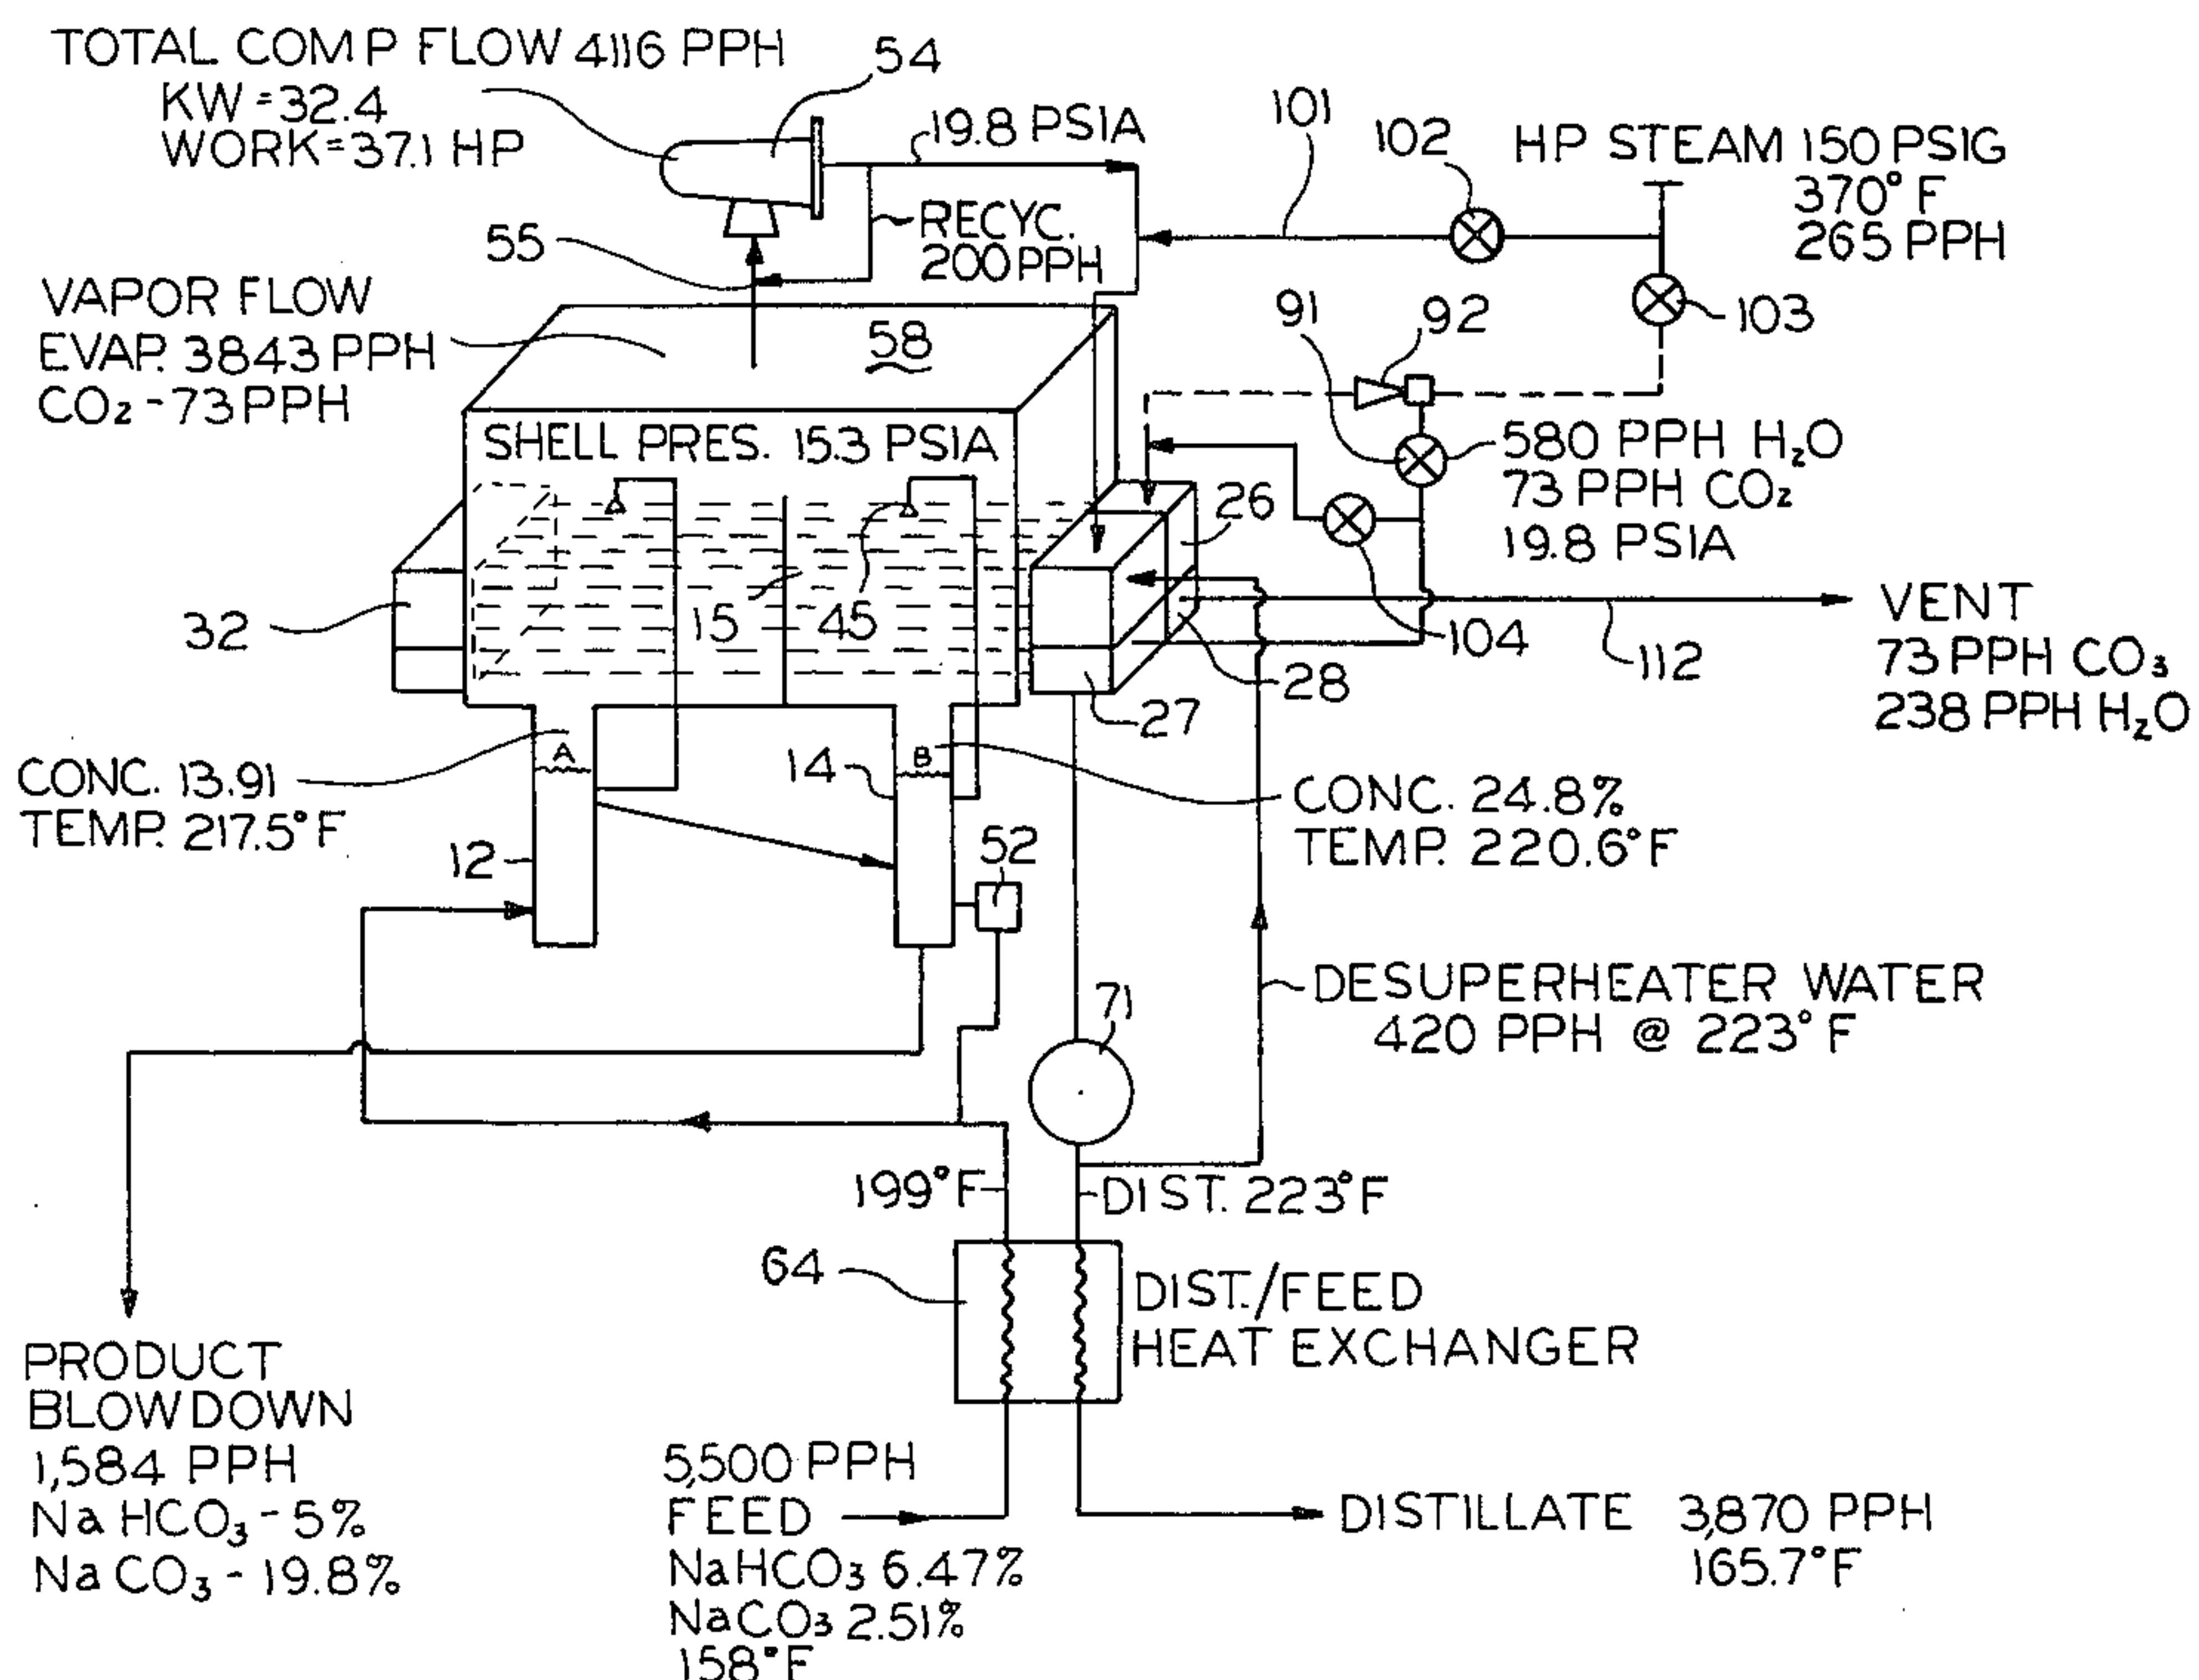 TOTAL COMP FLOW 4116 PPH
KW=32.4
WORK=37.1 HP
54
19.8 PSIA
101
102
HP STEAM 150 PSIG
370°F
265 PPH
55
RECYC.
200 PPH
VAPOR FLOW
EVAP. 3843 PPH
CO2-73 PPH
58
91
92
103
SHELL PRES. 15.3 PSIA
580 PPH H2O
73 PPH CO2
19.8 PSIA
26
32
15
45
104
28
27
112
VENT
73 PPH CO3
238 PPH H2O
A
B
CONC. 13.91
TEMP. 217.5°F
14
CONC. 24.8%
TEMP. 220.6°F
12
52
DESUPERHEATER WATER
420 PPH @ 223°F
71
199°F
DIST. 223°F
64
DIST./FEED
HEAT EXCHANGER
PRODUCT
BLOWDOWN
1,584 PPH
NaHCO3-5%
NaCO3-19.8%
5,500 PPH
FEED
NaHCO3 6.47%
NaCO3 2.51%
158°F
DISTILLATE 3,870 PPH
165.7°F